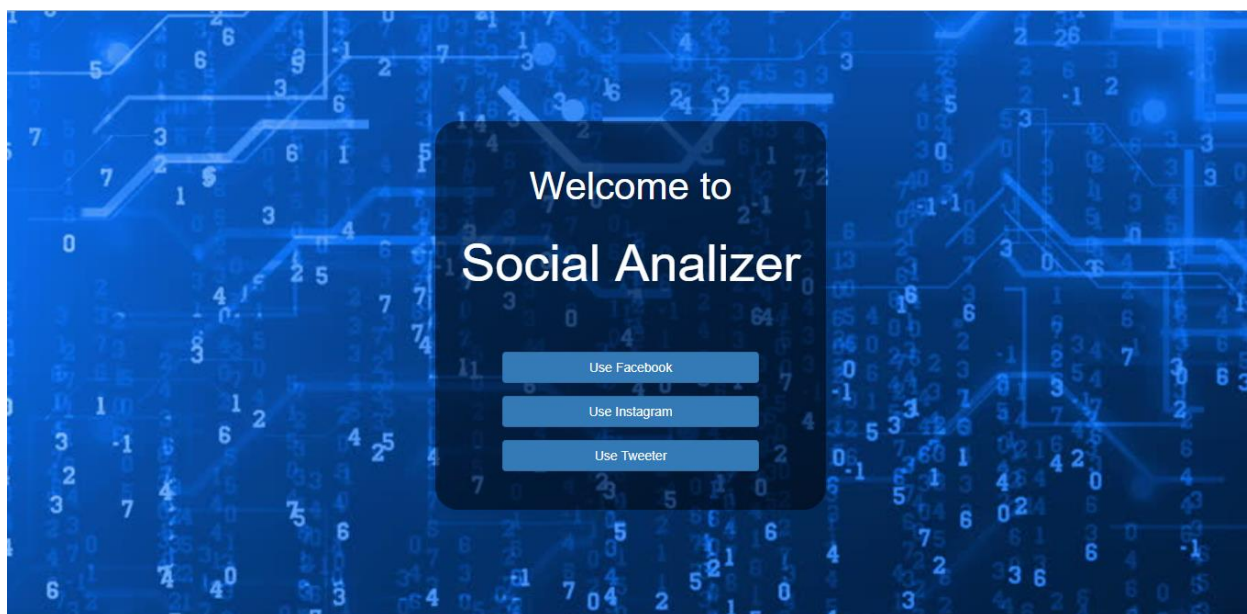 Welcome to
Social Analizer
Use Facebook
Use Instagram
Use Tweeter